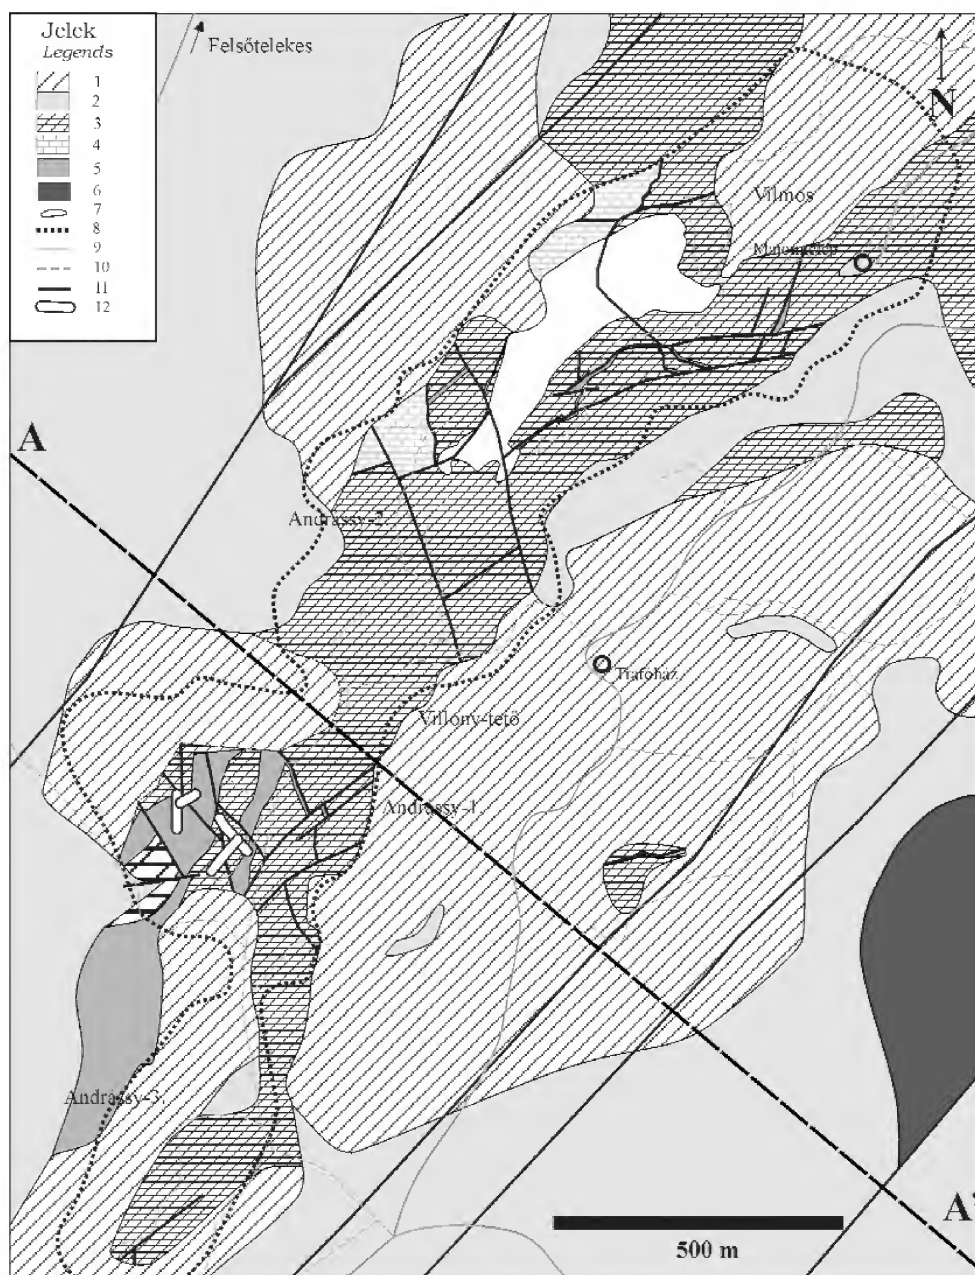 Jelek
Legends
1
2
3
4
5
6
7
8
9
10
11
12
Felsőtelekes
N
Vilmos
A
Andrássy-2.
Trafóház
Villóny-tető
Andrássy-1.
Andrássy-3.
A'
500 m